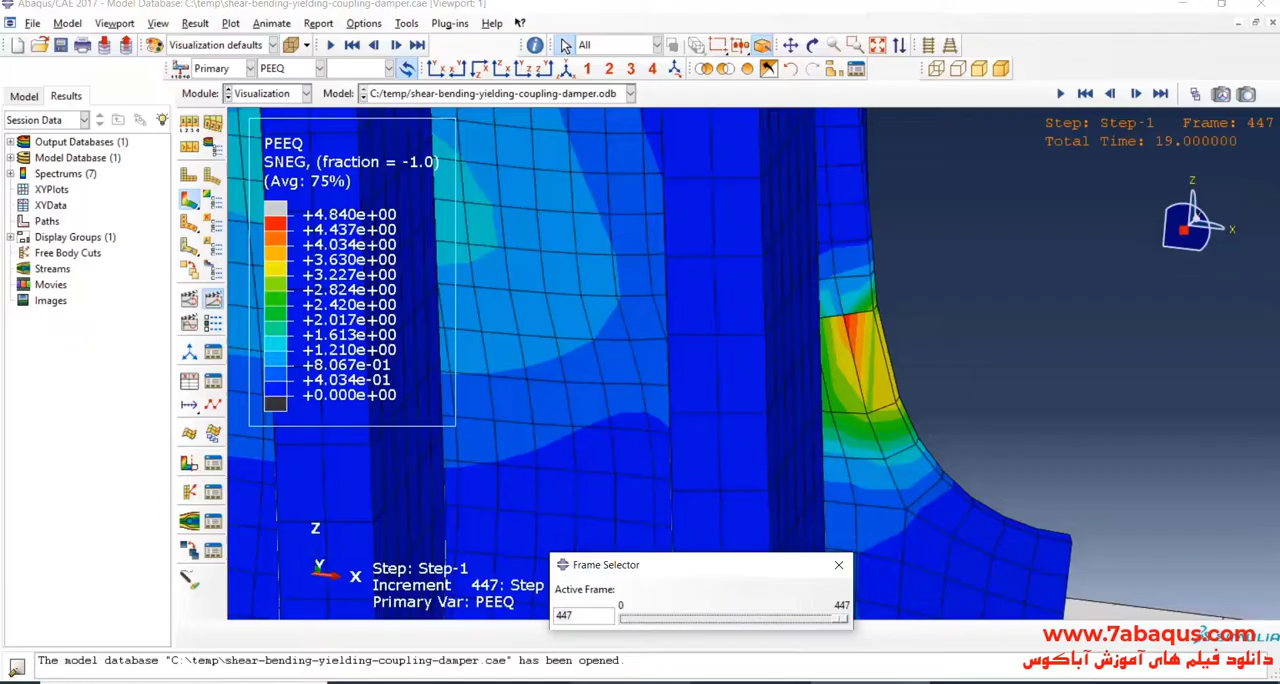 Abaqus/CAE 2017 - Model Database: C:\temp\shear-bending-yielding-coupling-damper.cae [Viewport: 1]
File Model Viewport View Result Plot Animate Report Options Tools Plug-ins Help
Visualization defaults All
Primary PEEQ 1 2 3 4
Model Results Module: Visualization Model: C:/temp/shear-bending-yielding-coupling-damper.odb
Session Data
Output Databases (1)
Model Database (1)
Spectrums (7)
XYPlots
XYData
Paths
Display Groups (1)
Free Body Cuts
Streams
Movies
Images
PEEQ
SNEG, (fraction = -1.0)
(Avg: 75%)
+4.840e+00
+4.437e+00
+4.034e+00
+3.630e+00
+3.227e+00
+2.824e+00
+2.420e+00
+2.017e+00
+1.613e+00
+1.210e+00
+8.067e-01
+4.034e-01
+0.000e+00
Step: Step-1 Frame: 447
Total Time: 19.000000
Z
X
Z
Y
X
Step: Step-1
Increment 447: Step
Primary Var: PEEQ
Frame Selector
Active Frame:
0 447
447
www.7abaqus.com
دانلود فیلم های آموزش آباکوس
The model database "C:\temp\shear-bending-yielding-coupling-damper.cae" has been opened.